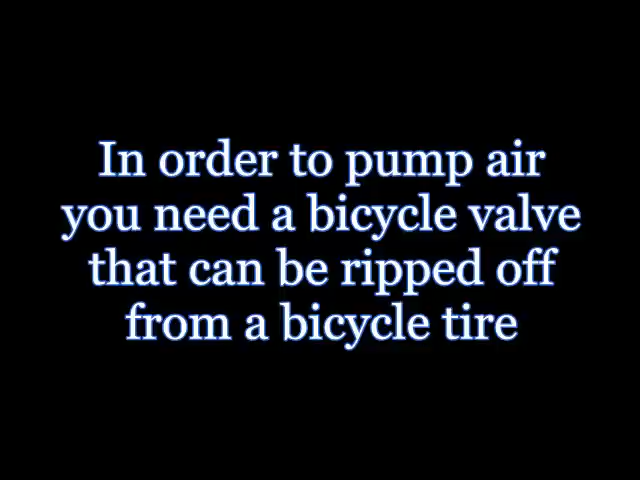 In order to pump air
you need a bicycle valve
that can be ripped off
from a bicycle tire